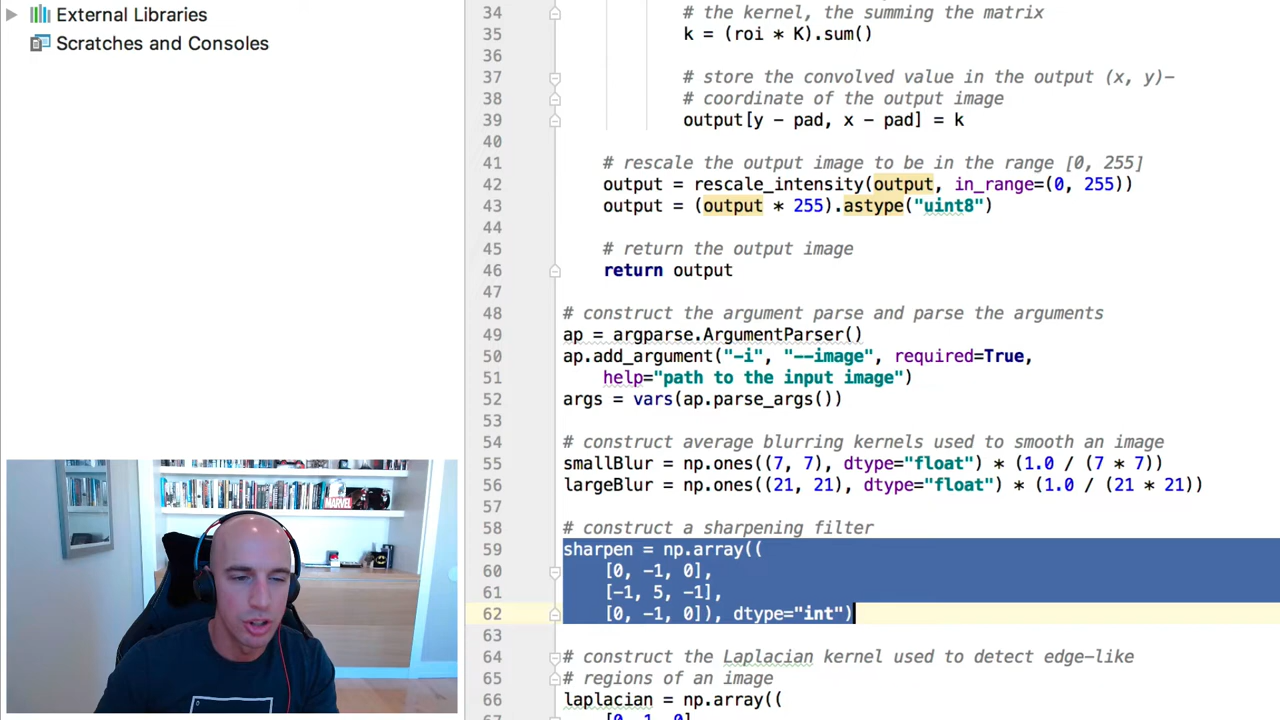 External Libraries
Scratches and Consoles
34 # the kernel, the summing the matrix
35 k = (roi * K).sum()
36
37 # store the convolved value in the output (x, y)-
38 # coordinate of the output image
39 output[y - pad, x - pad] = k
40
41 # rescale the output image to be in the range [0, 255]
42 output = rescale_intensity(output, in_range=(0, 255))
43 output = (output * 255).astype("uint8")
44
45 # return the output image
46 return output
47
48 # construct the argument parse and parse the arguments
49 ap = argparse.ArgumentParser()
50 ap.add_argument("-i", "--image", required=True,
51 help="path to the input image")
52 args = vars(ap.parse_args())
53
54 # construct average blurring kernels used to smooth an image
55 smallBlur = np.ones((7, 7), dtype="float") * (1.0 / (7 * 7))
56 largeBlur = np.ones((21, 21), dtype="float") * (1.0 / (21 * 21))
57
58 # construct a sharpening filter
59 sharpen = np.array((
60 [0, -1, 0],
61 [-1, 5, -1],
62 [0, -1, 0]), dtype="int")
63
64 # construct the Laplacian kernel used to detect edge-like
65 # regions of an image
66 laplacian = np.array((
67 [0, 1, 0],